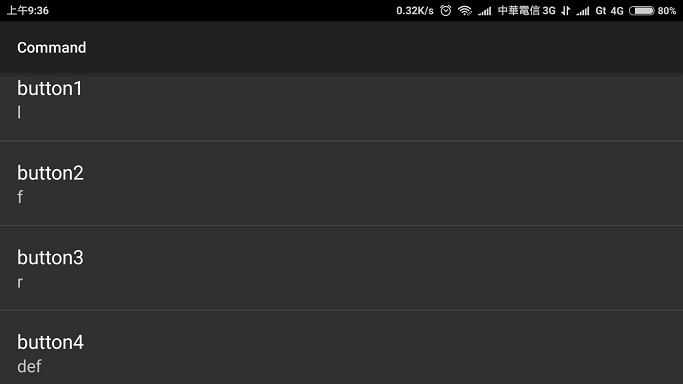 上午9:36 0.32K/s 中華電信 3G Gt 4G 80%
Command
button1
l
button2
f
button3
r
button4
def